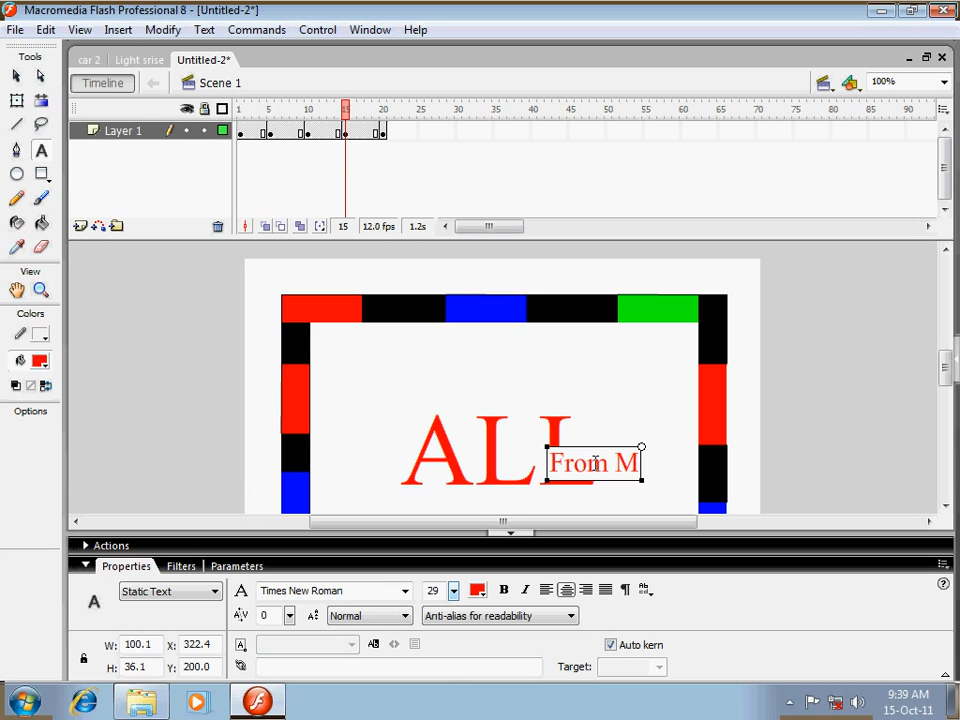 Macromedia Flash Professional 8 - [Untitled-2*]
File Edit View Insert Modify Text Commands Control Window Help
Tools
car 2 Light srise Untitled-2*
Timeline Scene 1 100%
1 5 10 15 20 25 30 35 40 45 50 55 60 65 70 75 80 85 90
Layer 1
15 12.0 fps 1.2s
View
Colors
Options
ALL
From M
Actions
Properties Filters Parameters
Static Text A Times New Roman 29 B I
A
A/V 0 Normal Anti-alias for readability
W: 100.1 X: 322.4 Auto kern
H: 36.1 Y: 200.0 Target:
9:39 AM
15-Oct-11